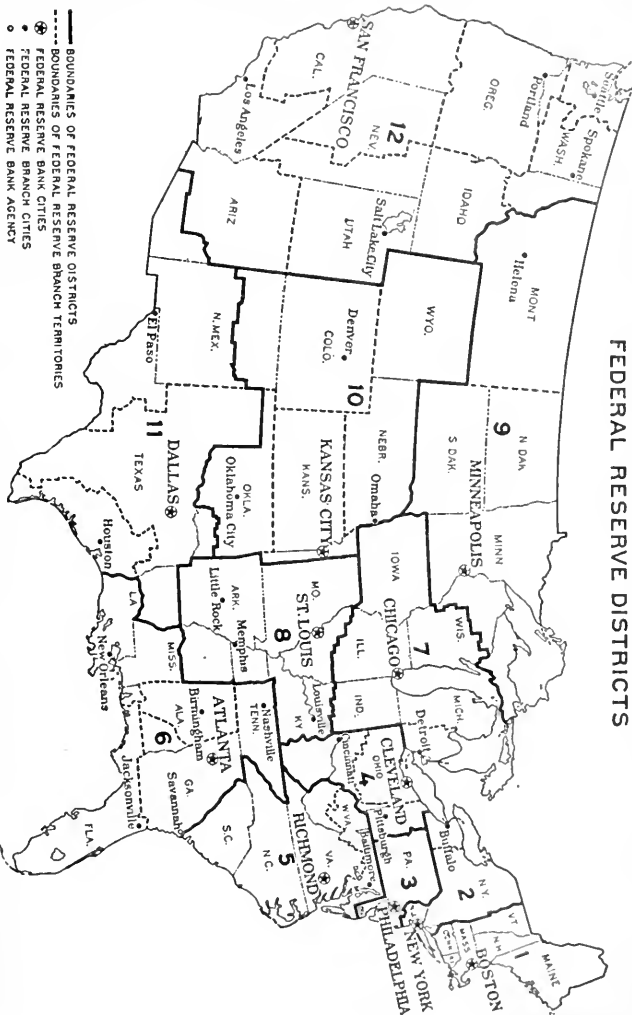 FEDERAL RESERVE DISTRICTS
Seattle
Spokane
WASH.
Portland
OREG.
IDAHO
MONT
Helena
N DAK
9
S DAK.
MINN
MINNEAPOLIS
WIS.
MICH.
7
Detroit
CHICAGO
IOWA
ILL.
IND.
WYO.
NEBR.
Omaha
SAN FRANCISCO
CAL.
12
NEV.
Salt Lake City
UTAH
Los Angeles
ARIZ
Denver
COLO.
10
KANSAS CITY
KANS.
N.MEX.
El Paso
OKLA.
Oklahoma City
11
DALLAS
TEXAS
Houston
MO.
ST. LOUIS
8
Louisville
KY
ARK.
Little Rock
Memphis
Nashville
TENN.
LA
New Orleans
MISS.
ALA.
Birmingham
6
ATLANTA
GA.
Savannah
Jacksonville
FLA.
S.C.
N.C.
5
RICHMOND
VA.
W.VA.
Baltimore
CLEVELAND
OHIO
4
Cincinnati
Pittsburgh
PA.
3
PHILADELPHIA
NEW YORK
Buffalo
N.Y.
2
VT
N.H.
MASS
BOSTON
1
MAINE
BOUNDARIES OF FEDERAL RESERVE DISTRICTS
BOUNDARIES OF FEDERAL RESERVE BRANCH TERRITORIES
FEDERAL RESERVE BANK CITIES
FEDERAL RESERVE BRANCH CITIES
FEDERAL RESERVE BANK AGENCY